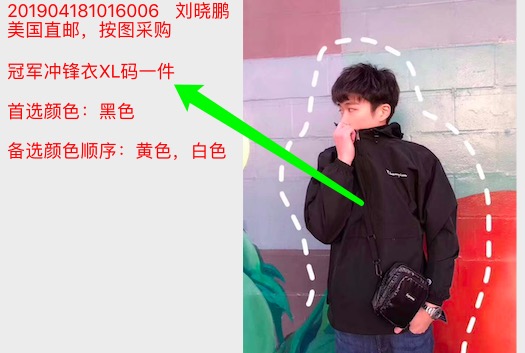 201904181016006 刘晓鹏
美国直邮，按图采购
冠军冲锋衣XL码一件
首选颜色：黑色
备选颜色顺序：黄色，白色
Champion